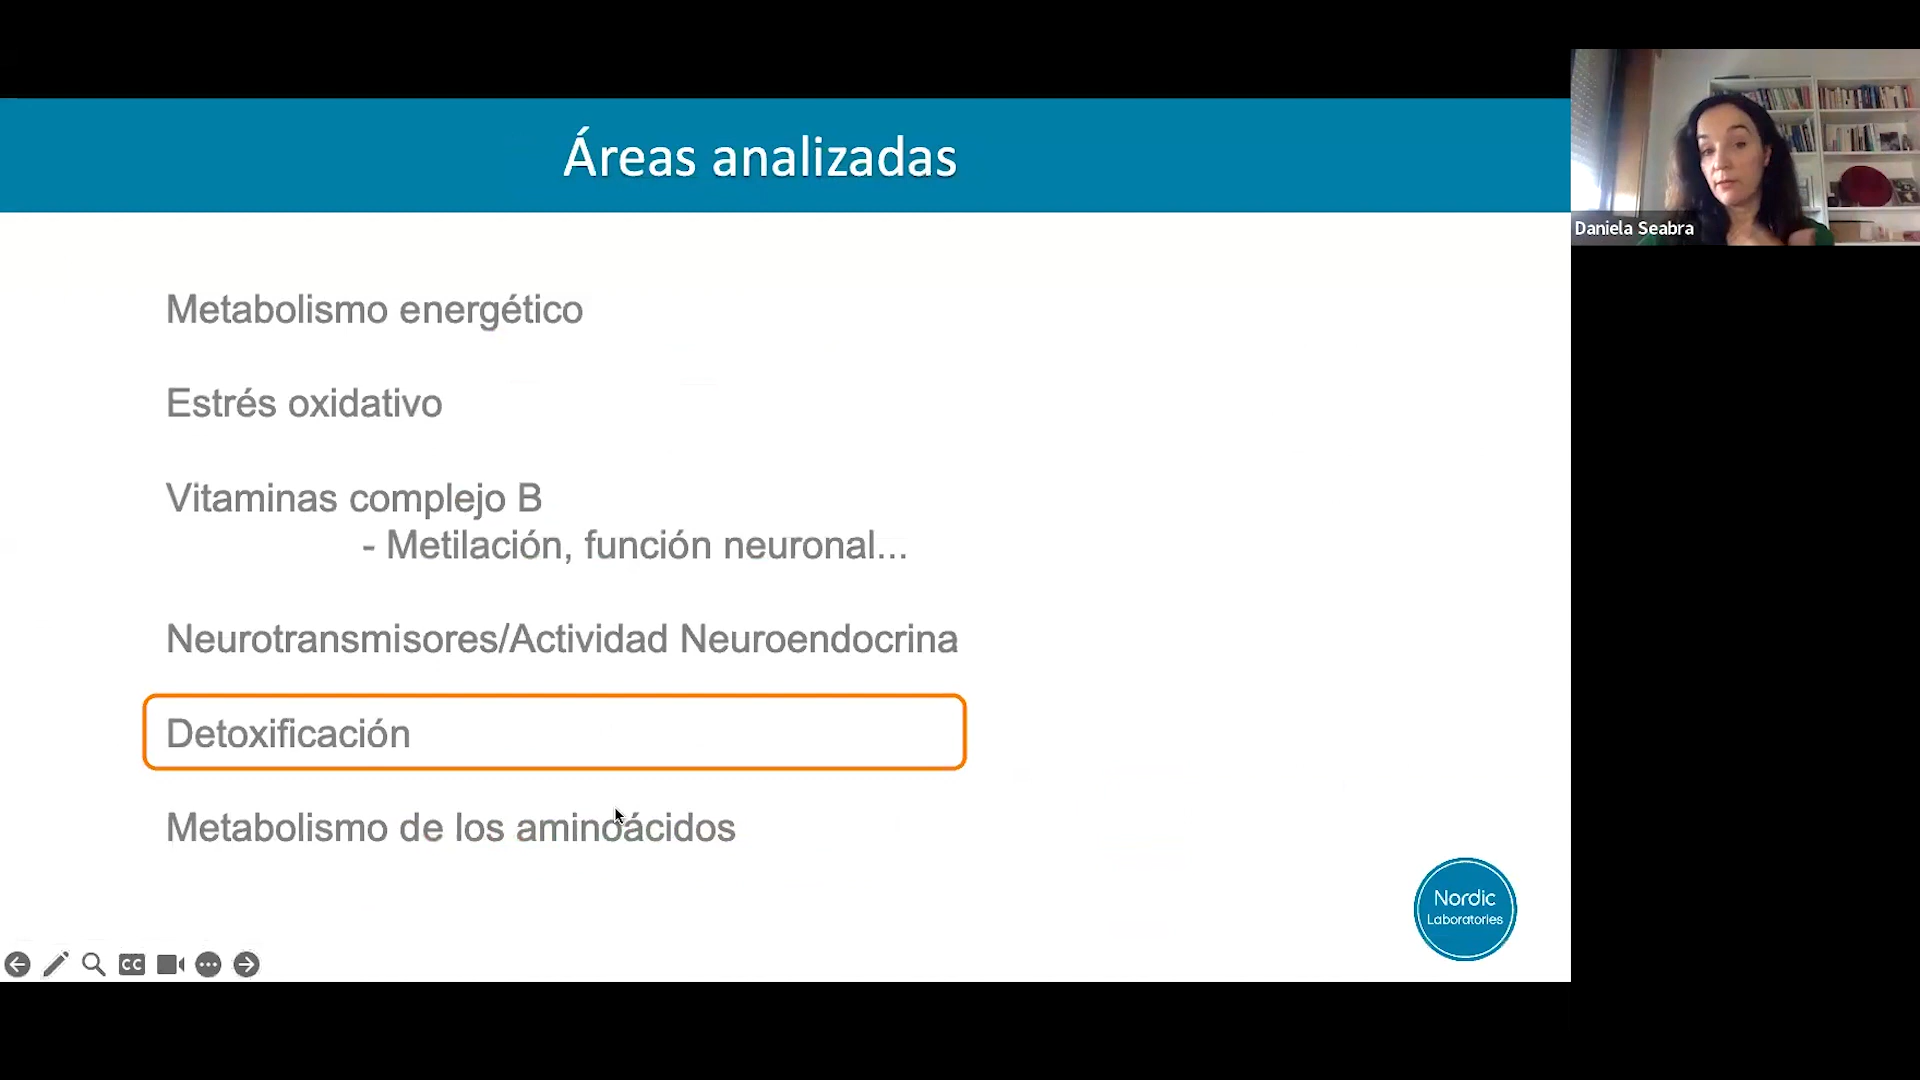 Áreas analizadas
Daniela Seabra
Metabolismo energético
Estrés oxidativo
Vitaminas complejo B
- Metilación, función neuronal...
Neurotransmisores/Actividad Neuroendocrina
Detoxificación
Metabolismo de los aminoácidos
Nordic
Laboratories
CC